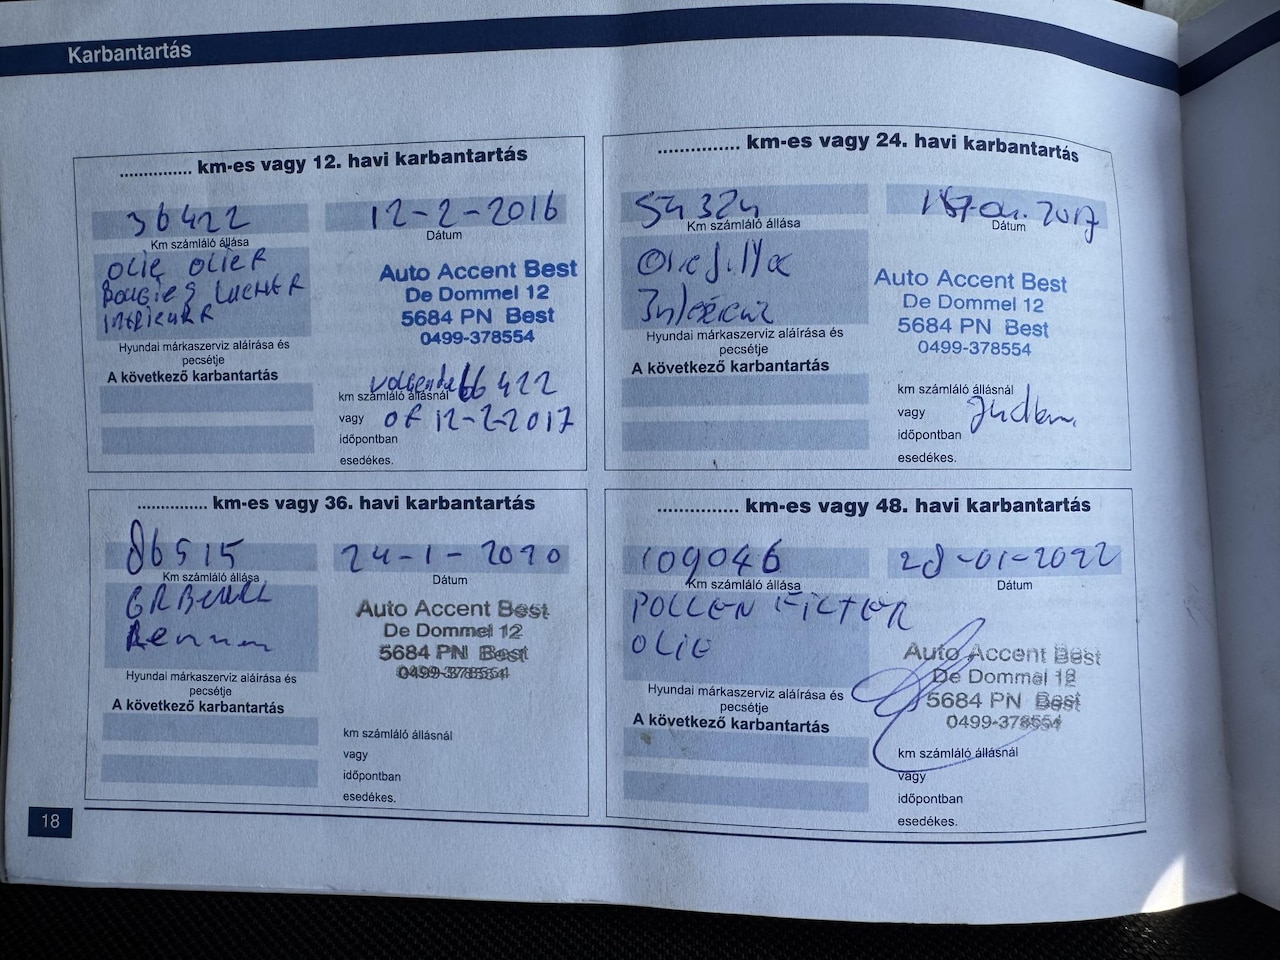 Karbantartás
............... km-es vagy 12. havi karbantartás
36422
12-2-2016
Km számláló állása
Dátum
OLIE OLIEF
BOUGIES LUCHTF
INTERIEURF
Auto Accent Best
De Dommel 12
5684 PN Best
0499-378554
Hyundai márkaszerviz aláírása és
pecsétje
A következő karbantartás
volgende 66422
km számláló állásnál
vagy
OF 12-2-2017
időpontban
esedékes.
................ km-es vagy 24. havi karbantartás
54324
04.2017
Km számláló állása
Dátum
Auto Accent Best
De Dommel 12
5684 PN Best
0499-378554
Hyundai márkaszerviz aláírása és
pecsétje
A következő karbantartás
km számláló állásnál
vagy
időpontban
esedékes.
............... km-es vagy 36. havi karbantartás
86515
24-1-2020
Km számláló állása
Dátum
Remmen
Auto Accent Best
De Dommel 12
5684 PN Best
0499-378554
Hyundai márkaszerviz aláírása és
pecsétje
A következő karbantartás
km számláló állásnál
vagy
időpontban
esedékes.
................ km-es vagy 48. havi karbantartás
109046
28-01-2022
Km számláló állása
Dátum
POLLEN FILTER
OLIE
Auto Accent Best
De Dommel 12
5684 PN Best
0499-378554
Hyundai márkaszerviz aláírása és
pecsétje
A következő karbantartás
km számláló állásnál
vagy
időpontban
esedékes.
18